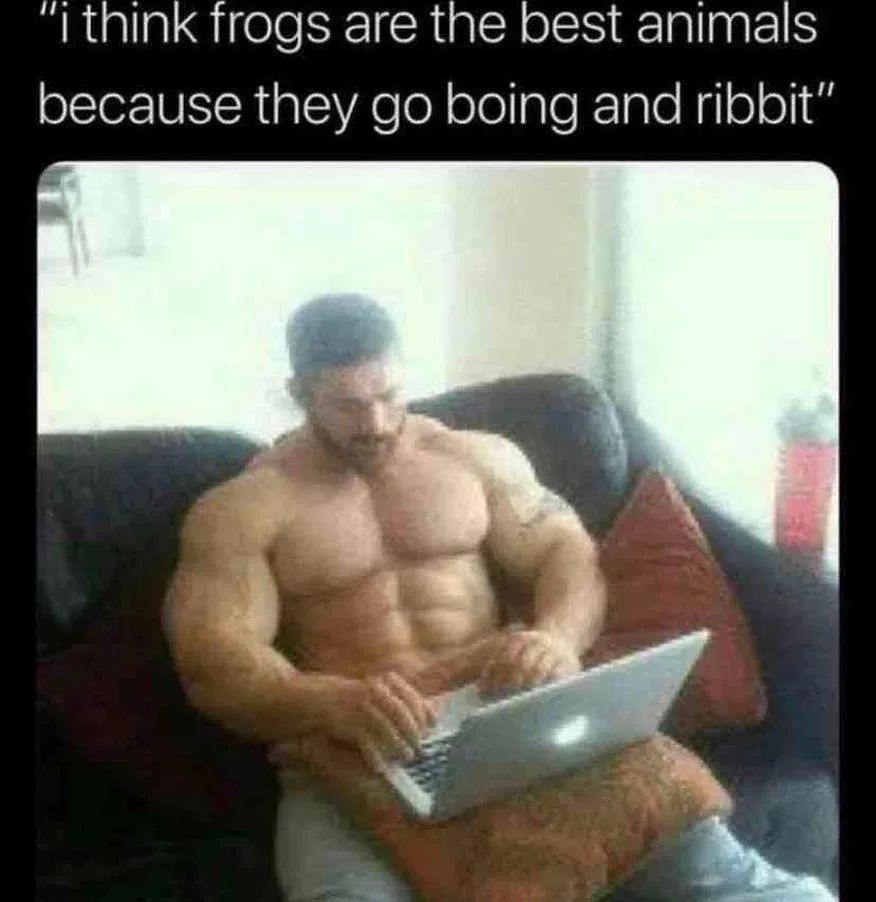 "i think frogs are the best animals
because they go boing and ribbit"